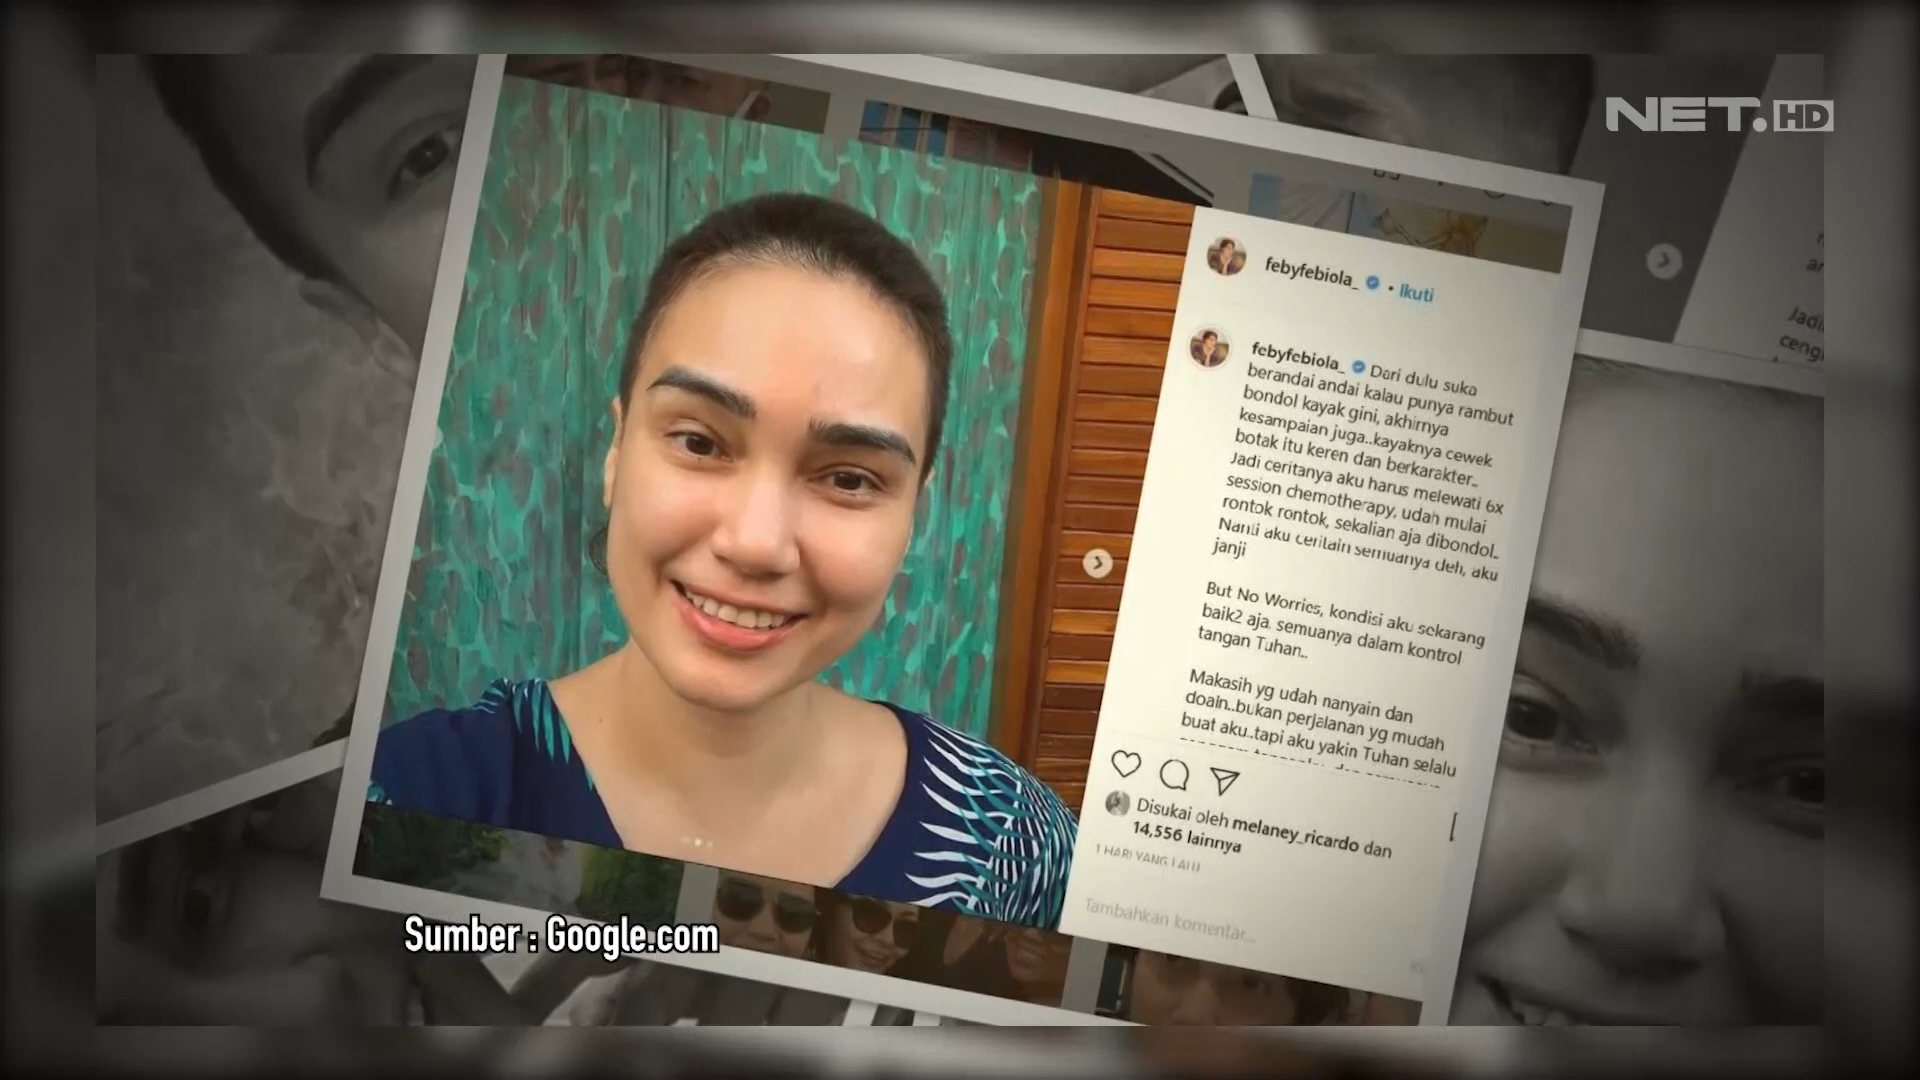 NET. HD
febyfebiola_ • Ikuti
febyfebiola_ Dari dulu suka
berandai andai kalau punya rambut
bondol kayak gini, akhirnya
kesampaian juga..kayaknya cewek
botak itu keren dan berkarakter..
Jadi ceritanya aku harus melewati 6x
session chemotherapy, udah mulai
rontok rontok, sekalian aja dibondol..
Nanti aku ceritain semuanya deh, aku
janji
But No Worries, kondisi aku sekarang
baik2 aja, semuanya dalam kontrol
tangan Tuhan..
Makasih yg udah nanyain dan
doain..bukan perjalanan yg mudah
buat aku..tapi aku yakin Tuhan selalu
Disukai oleh melaney_ricardo dan
14,556 lainnya
1 HARI YANG LALU
Tambahkan komentar...
Sumber : Google.com
Jadi
ceng